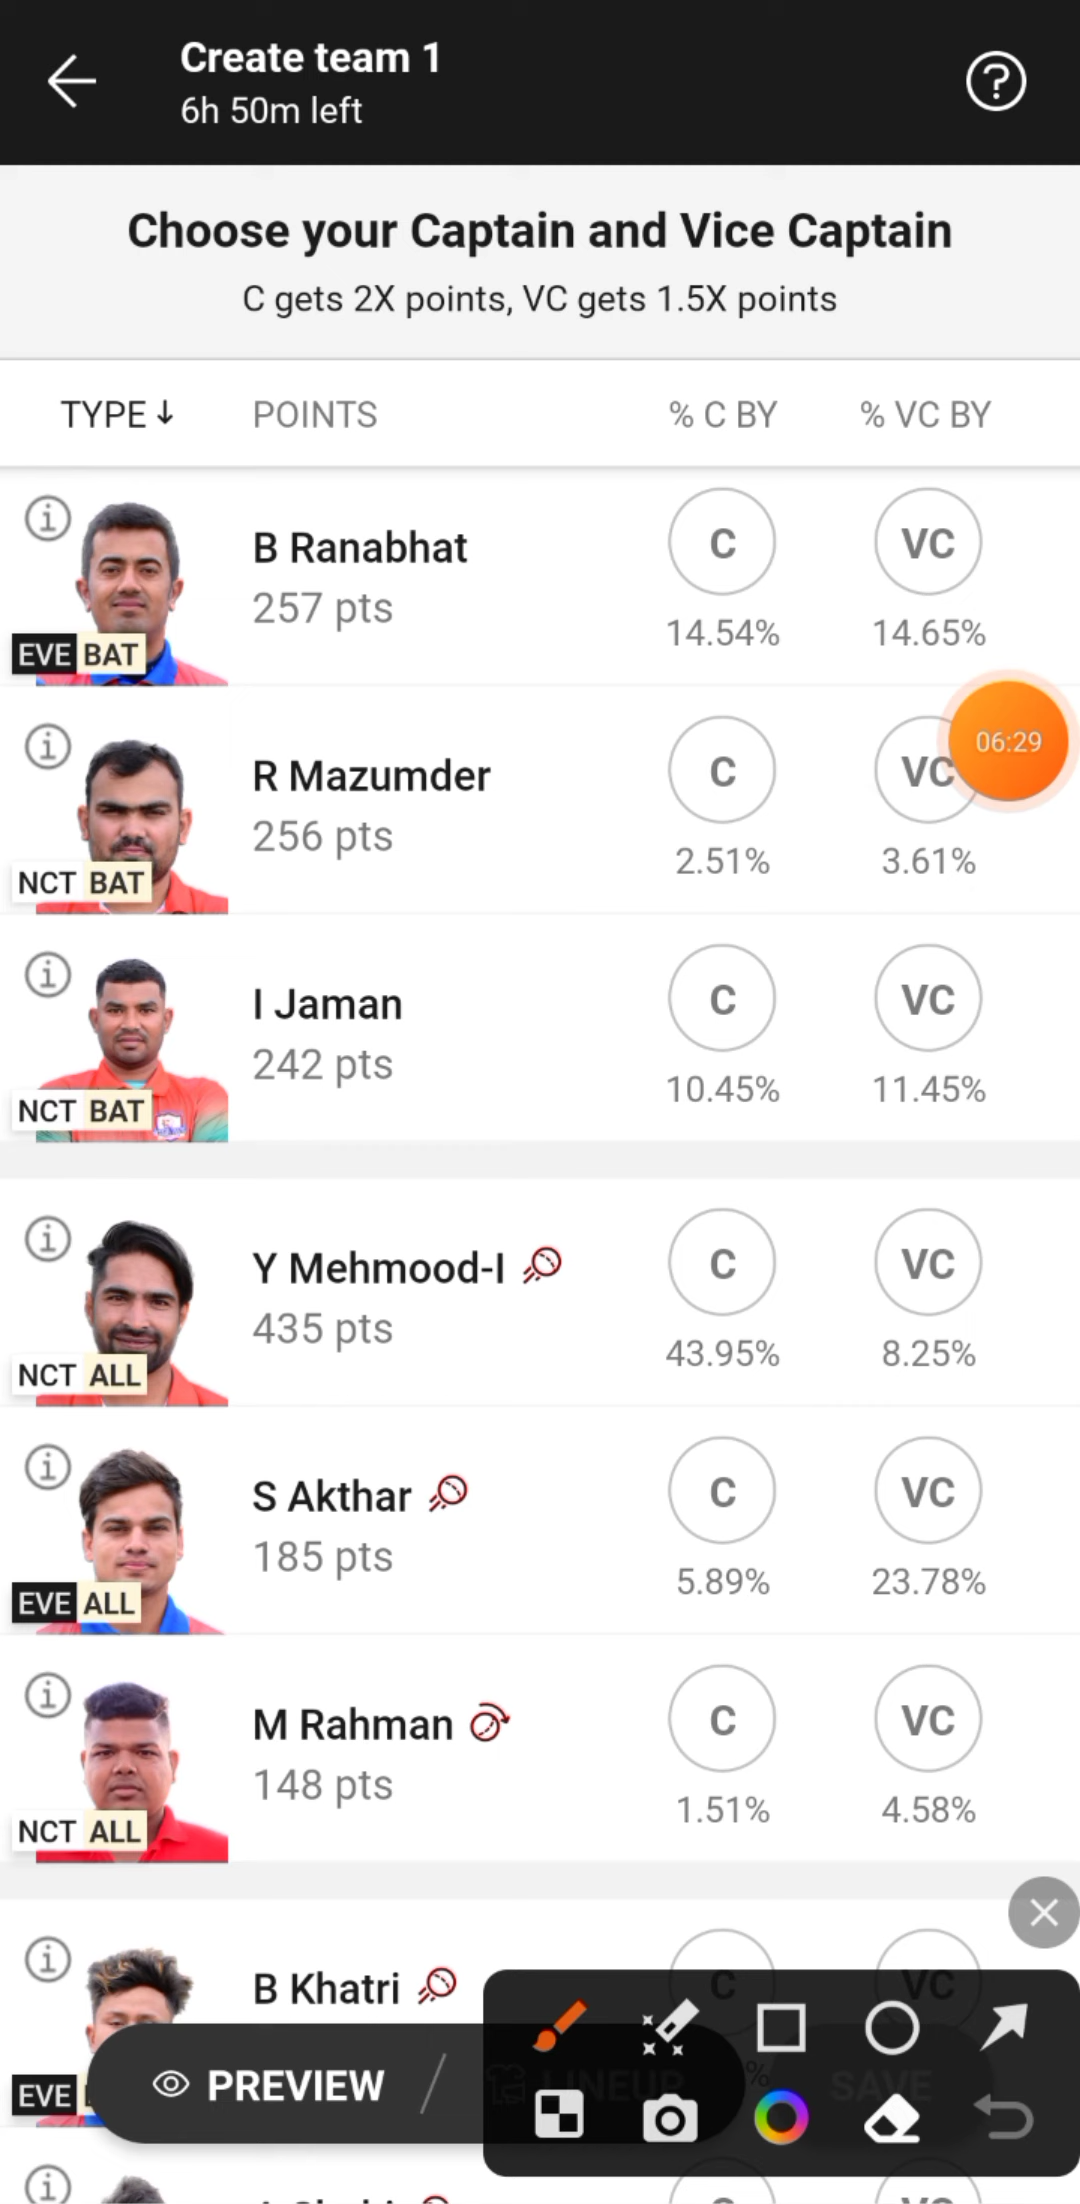 Create team 1
6h 50m left
Choose your Captain and Vice Captain
C gets 2X points, VC gets 1.5X points
TYPE↓ POINTS % C BY % VC BY
B Ranabhat C VC
257 pts
EVE BAT 14.54% 14.65%
R Mazumder C VC 06:29
256 pts
NCT BAT 2.51% 3.61%
I Jaman C VC
242 pts
NCT BAT 10.45% 11.45%
Y Mehmood-I C VC
435 pts
NCT ALL 43.95% 8.25%
S Akthar C VC
185 pts
EVE ALL 5.89% 23.78%
M Rahman C VC
148 pts
NCT ALL 1.51% 4.58%
B Khatri C VC
EVE PREVIEW LINEUP % SAVE